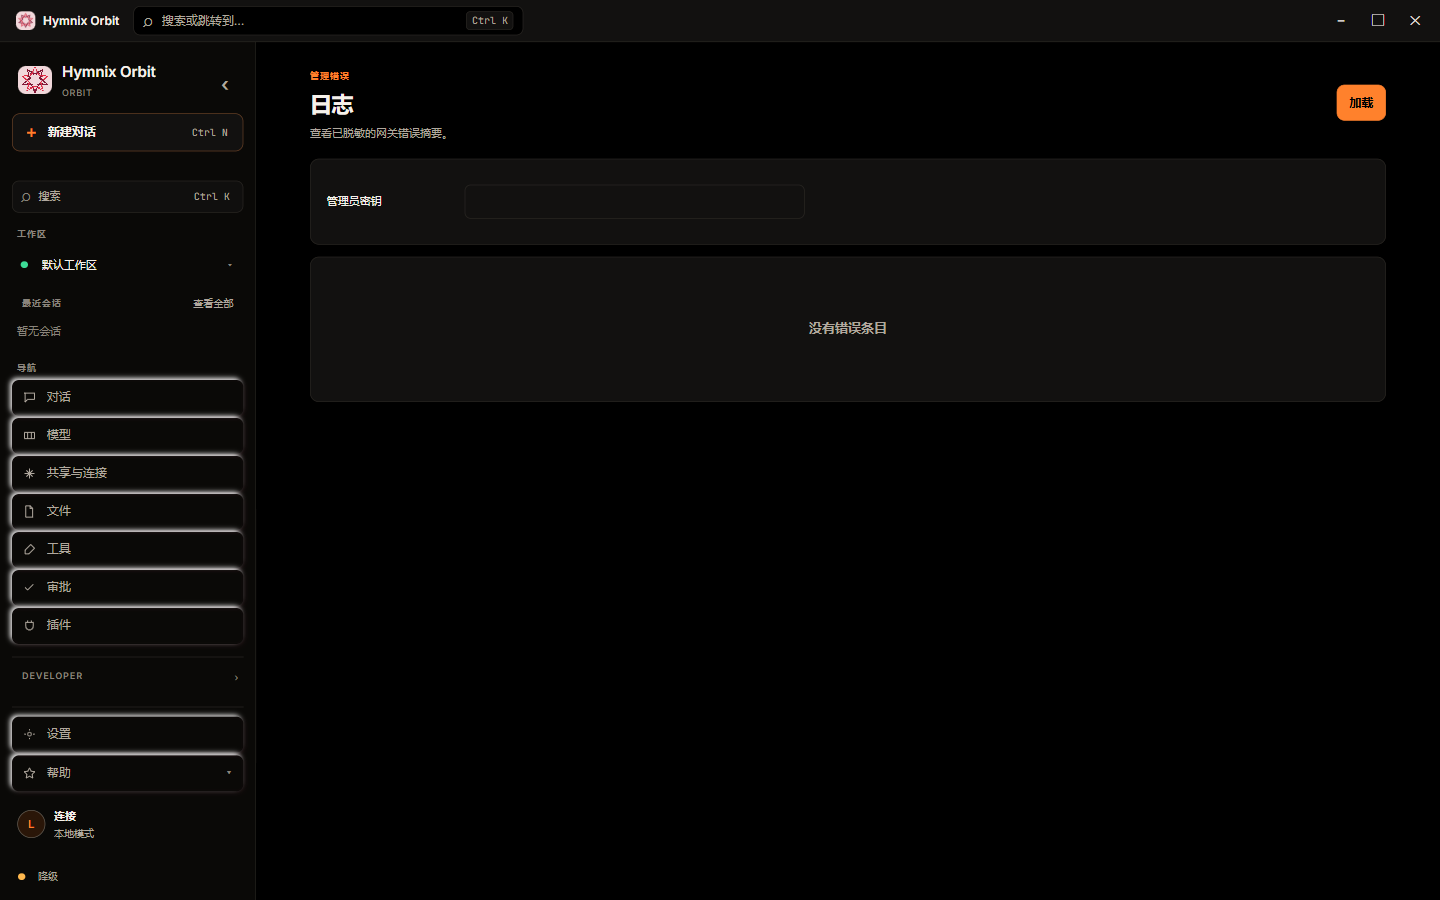 Hymnix Orbit
搜索或跳转到...
Ctrl K
Hymnix Orbit
ORBIT
新建对话
Ctrl N
搜索
Ctrl K
工作区
默认工作区
最近会话
查看全部
暂无会话
导航
对话
模型
共享与连接
文件
工具
审批
插件
DEVELOPER
设置
帮助
L
连接
本地模式
降级
管理错误
日志
查看已脱敏的网关错误摘要。
加载
管理员密钥
没有错误条目